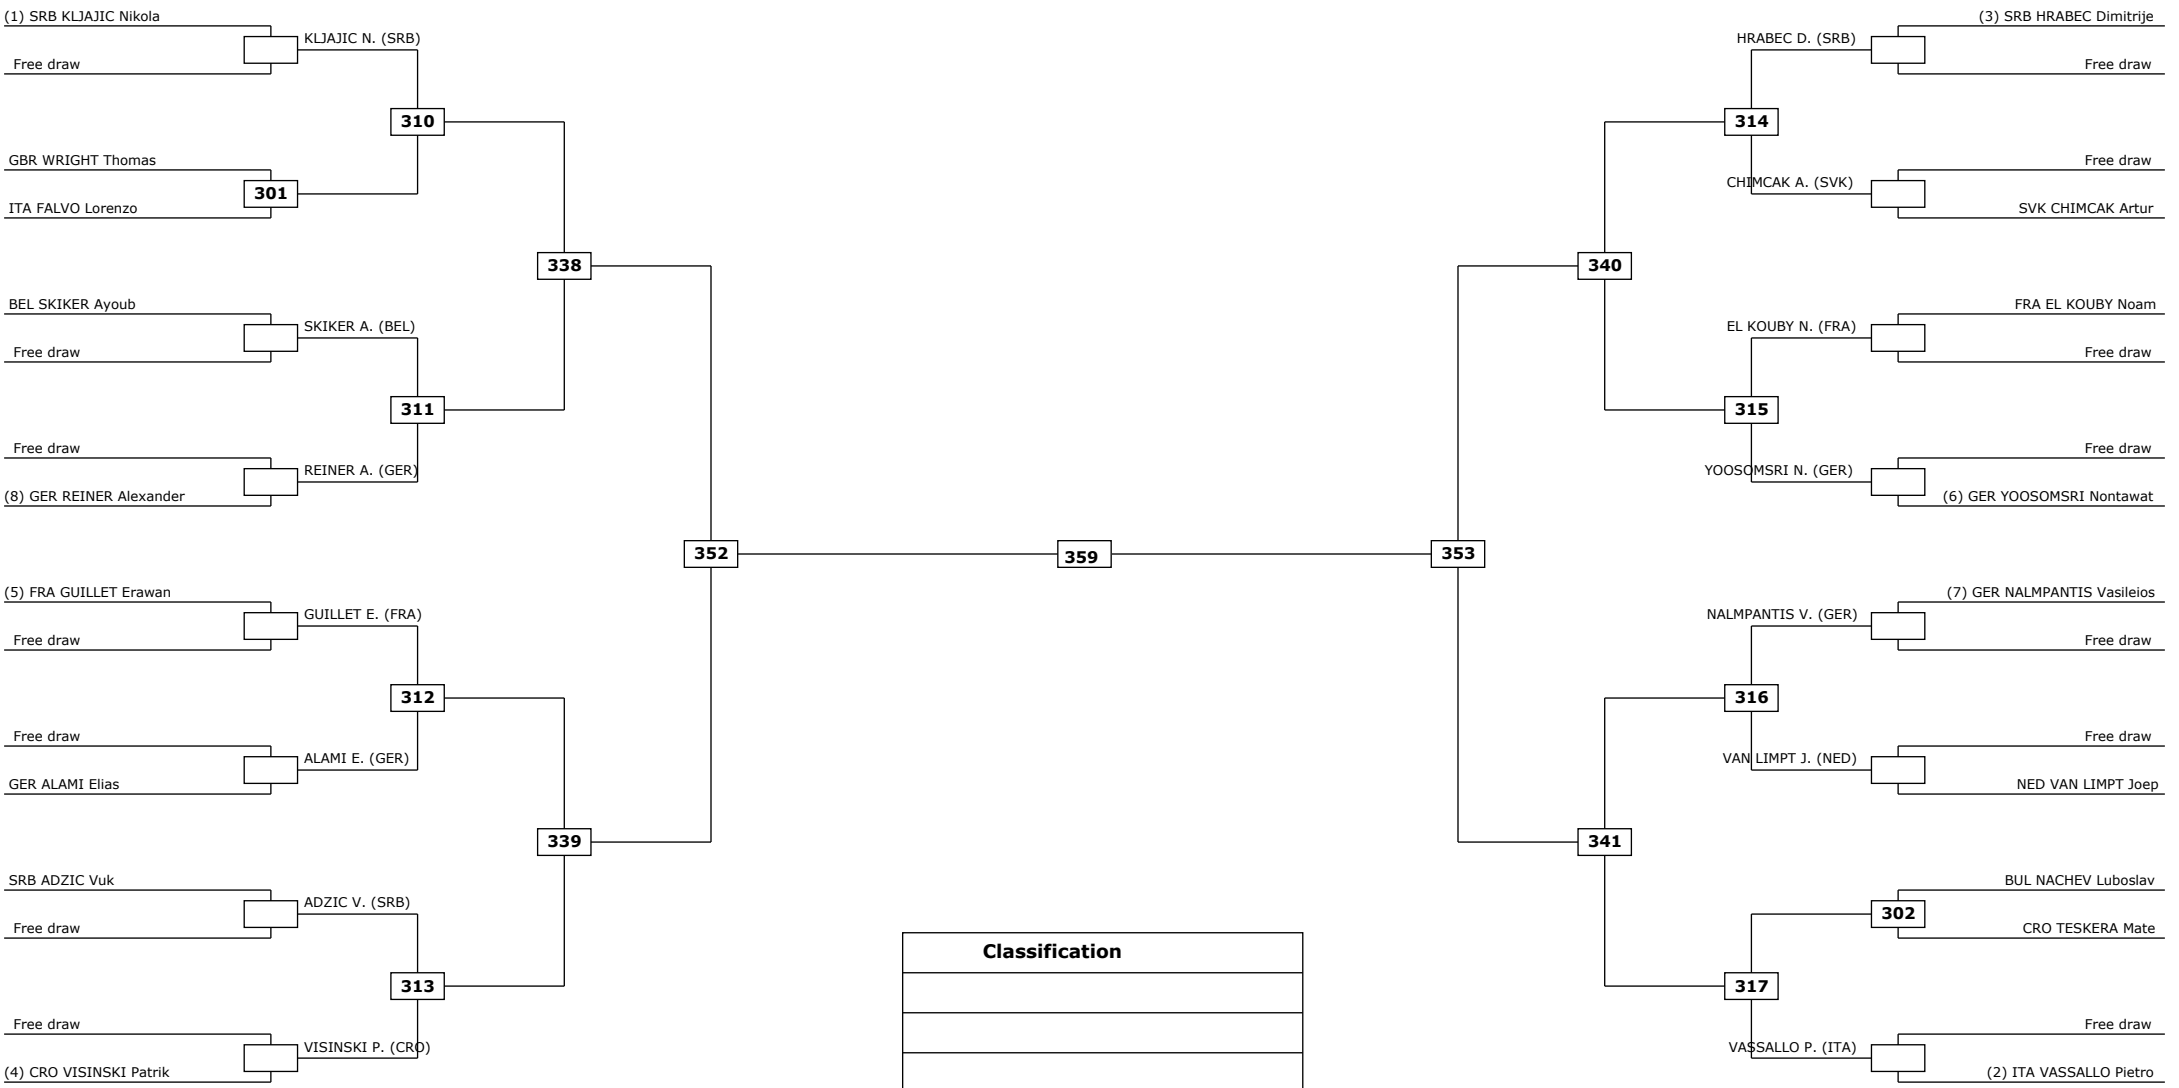 (1) SRB KLJAJIC Nikola
KLJAJIC N. (SRB)
Free draw
310
GBR WRIGHT Thomas
301
ITA FALVO Lorenzo
338
BEL SKIKER Ayoub
SKIKER A. (BEL)
Free draw
311
Free draw
REINER A. (GER)
(8) GER REINER Alexander
352
(5) FRA GUILLET Erawan
GUILLET E. (FRA)
Free draw
312
Free draw
ALAMI E. (GER)
GER ALAMI Elias
339
SRB ADZIC Vuk
ADZIC V. (SRB)
Free draw
313
Free draw
VISINSKI P. (CRO)
(4) CRO VISINSKI Patrik
359
(3) SRB HRABEC Dimitrije
HRABEC D. (SRB)
Free draw
314
Free draw
CHIMCAK A. (SVK)
SVK CHIMCAK Artur
340
FRA EL KOUBY Noam
EL KOUBY N. (FRA)
Free draw
315
Free draw
YOOSOMSRI N. (GER)
(6) GER YOOSOMSRI Nontawat
353
(7) GER NALMPANTIS Vasileios
NALMPANTIS V. (GER)
Free draw
316
Free draw
VAN LIMPT J. (NED)
NED VAN LIMPT Joep
341
BUL NACHEV Luboslav
302
CRO TESKERA Mate
317
Free draw
VASSALLO P. (ITA)
(2) ITA VASSALLO Pietro
Classification